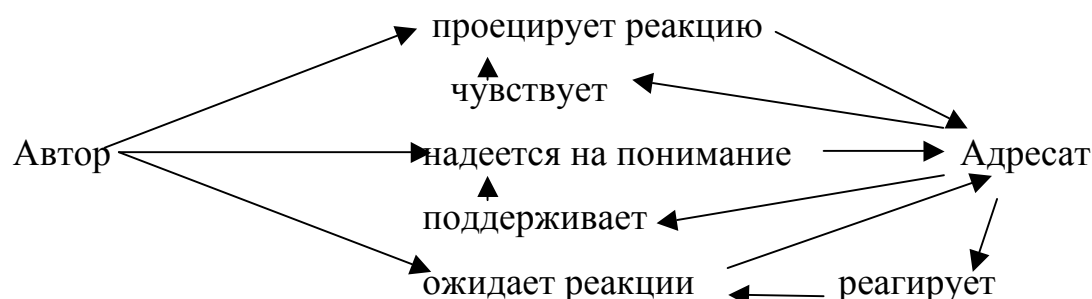 проецирует реакцию
чувствует
Автор надеется на понимание Адресат
поддерживает
ожидает реакции реагирует